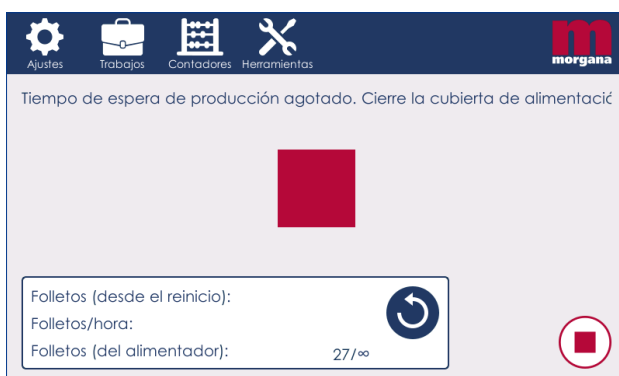 Ajustes Trabajos Contadores Herramientas
morgana
Tiempo de espera de producción agotado. Cierre la cubierta de alimentació
Folletos (desde el reinicio):
Folletos/hora:
Folletos (del alimentador): 27/∞